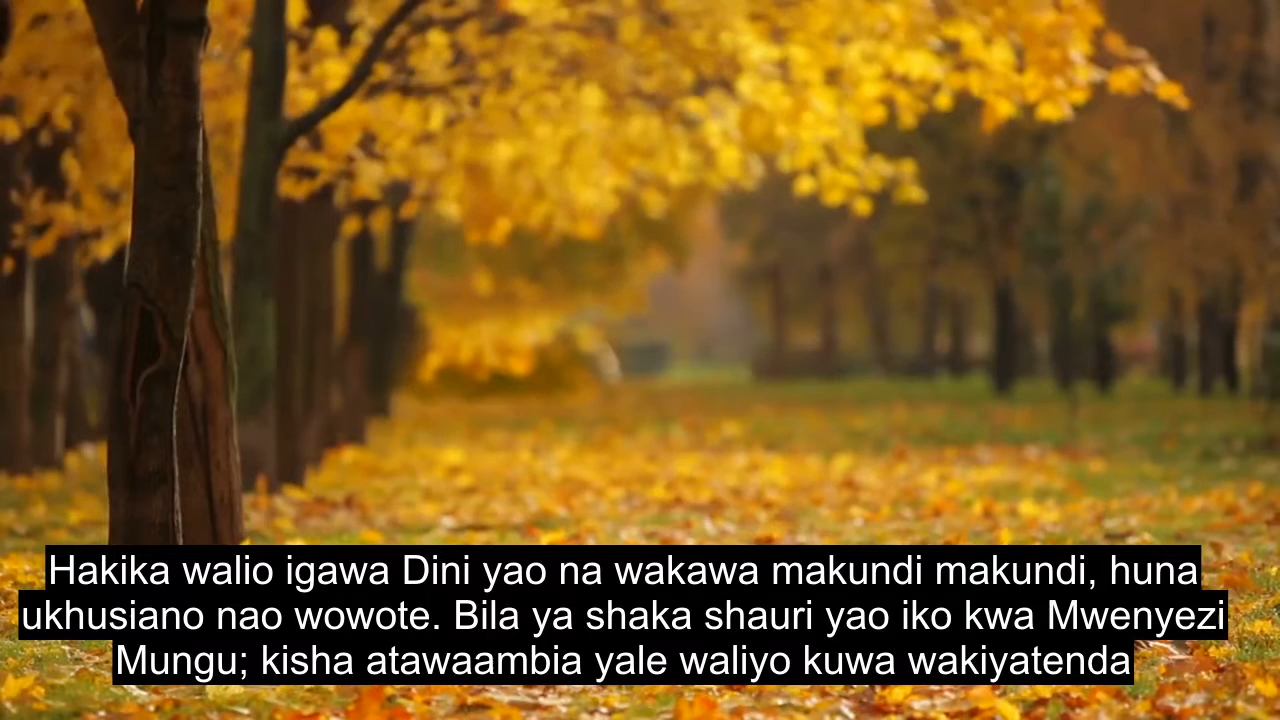 Hakika walio igawa Dini yao na wakawa makundi makundi, huna
ukhusiano nao wowote. Bila ya shaka shauri yao iko kwa Mwenyezi
Mungu; kisha atawaambia yale waliyo kuwa wakiyatenda